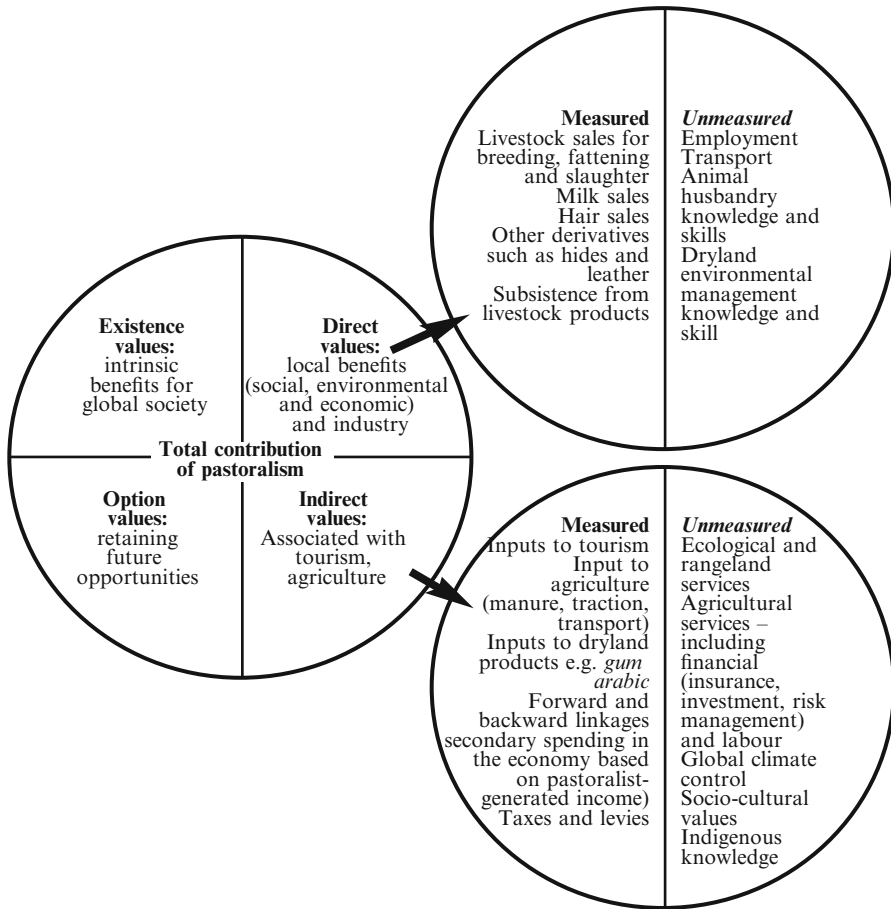 Existence
values:
intrinsic
benefits for
global society
Direct
values:
local benefits
(social, environmental
and economic)
and industry
Total contribution
of pastoralism
Option
values:
retaining
future
opportunities
Indirect
values:
Associated with
tourism,
agriculture
Measured
Livestock sales for
breeding, fattening
and slaughter
Milk sales
Hair sales
Other derivatives
such as hides and
leather
Subsistence from
livestock products
Unmeasured
Employment
Transport
Animal
husbandry
knowledge and
skills
Dryland
environmental
management
knowledge and
skill
Measured
Inputs to tourism
Input to
agriculture
(manure, traction,
transport)
Inputs to dryland
products e.g. gum
arabic
Forward and
backward linkages
secondary spending in
the economy based
on pastoralist-
generated income)
Taxes and levies
Unmeasured
Ecological and
rangeland
services
Agricultural
services –
including
financial
(insurance,
investment, risk
management)
and labour
Global climate
control
Socio-cultural
values
Indigenous
knowledge